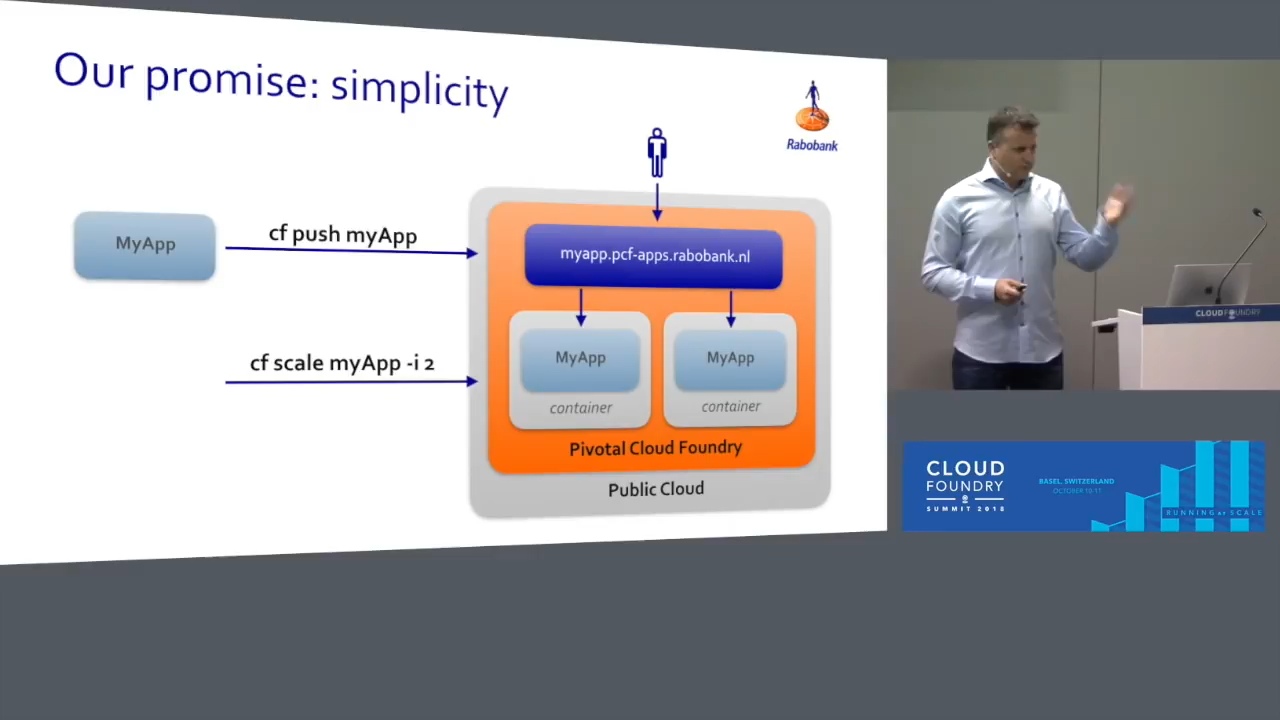 Our promise: simplicity
Rabobank
MyApp
cf push myApp
myapp.pcf-apps.rabobank.nl
cf scale myApp -i 2
MyApp
MyApp
container
container
Pivotal Cloud Foundry
Public Cloud
CLOUDFOUNDRY
CLOUD
FOUNDRY
SUMMIT 2018
BASEL, SWITZERLAND
OCTOBER 10-11
RUNNING AT SCALE